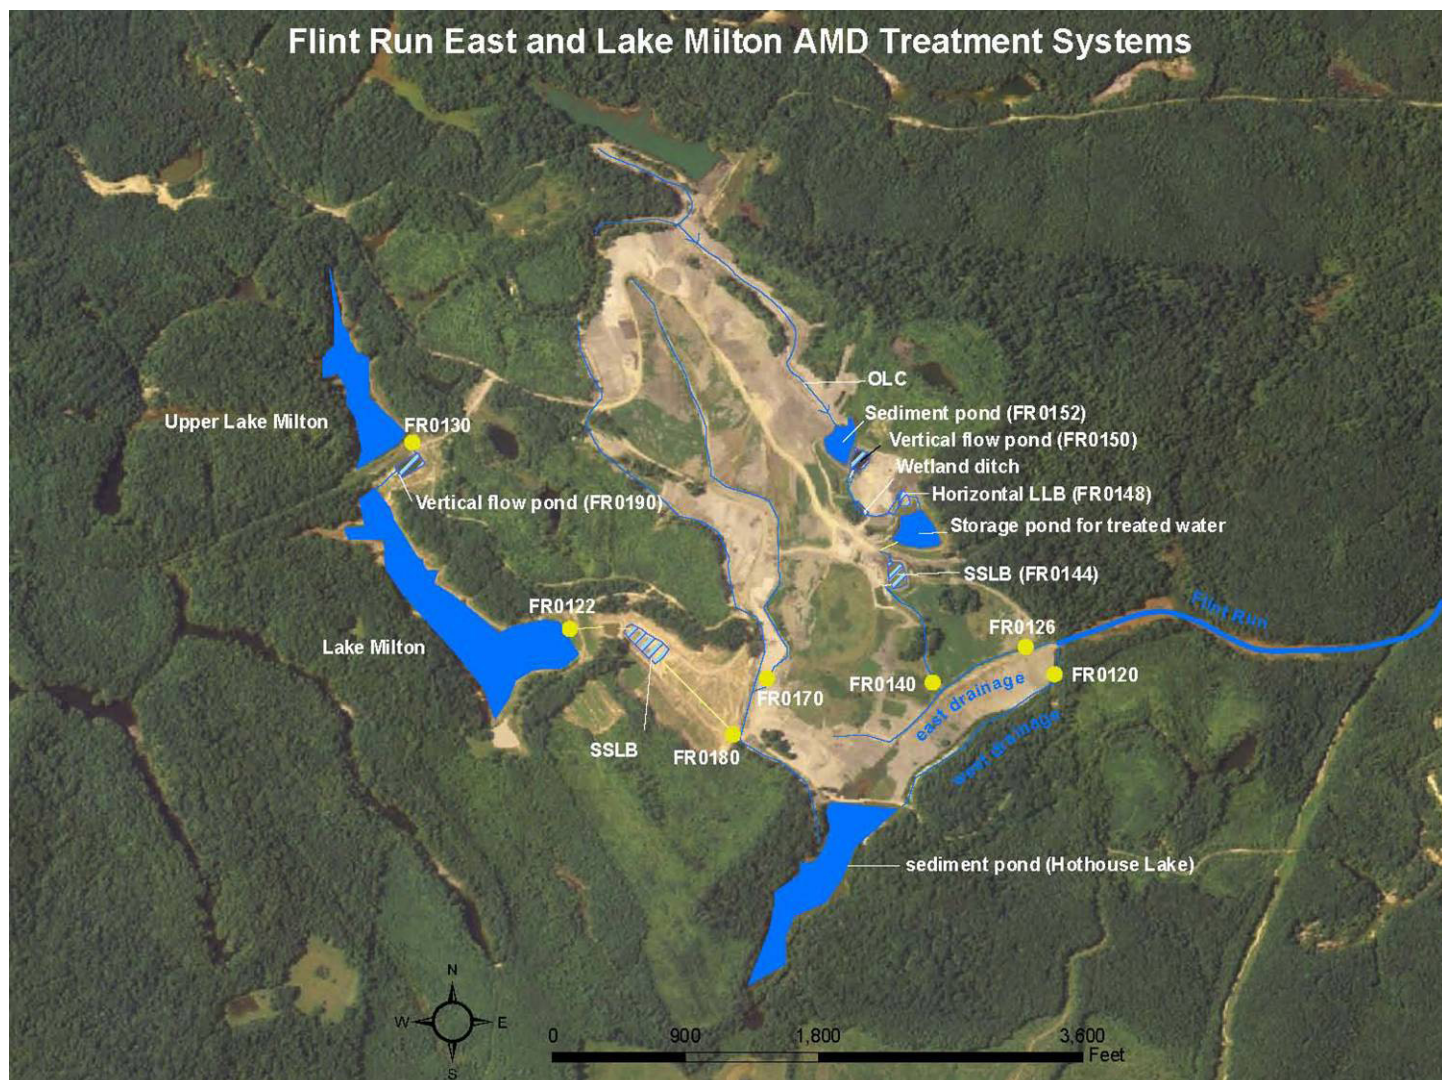 Flint Run East and Lake Milton AMD Treatment Systems
OLC
Sediment pond (FR0152)
Upper Lake Milton
FR0130
Vertical flow pond (FR0150)
Wetland ditch
Horizontal LLB (FR0148)
Vertical flow pond (FR0190)
Storage pond for treated water
SSLB (FR0144)
FR0122
Flint Run
FR0126
Lake Milton
FR0140
FR0120
FR0170
east drainage
west drainage
SSLB
FR0180
sediment pond (Hothouse Lake)
N
W
E
S
0 900 1,800 3,600
Feet